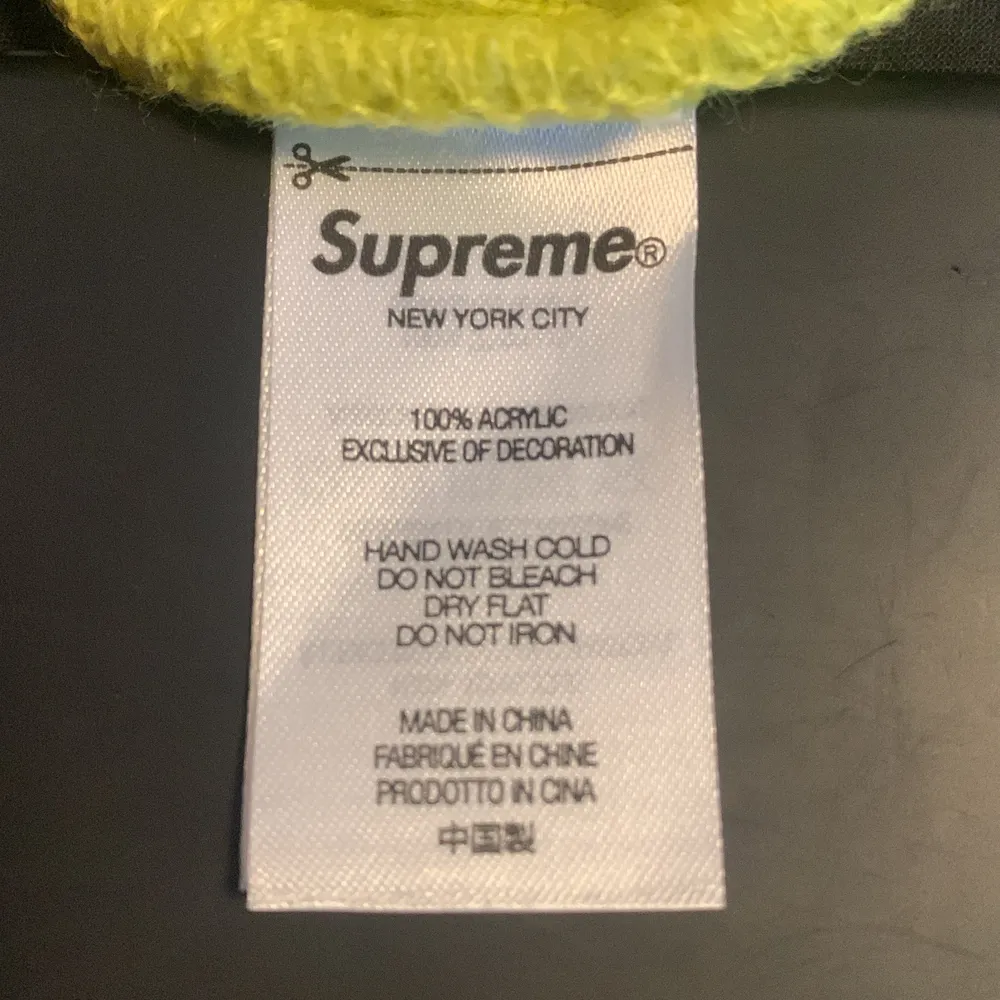 Supreme®
NEW YORK CITY
100% ACRYLIC
EXCLUSIVE OF DECORATION
HAND WASH COLD
DO NOT BLEACH
DRY FLAT
DO NOT IRON
MADE IN CHINA
FABRIQUÉ EN CHINE
PRODOTTO IN CINA
中国製